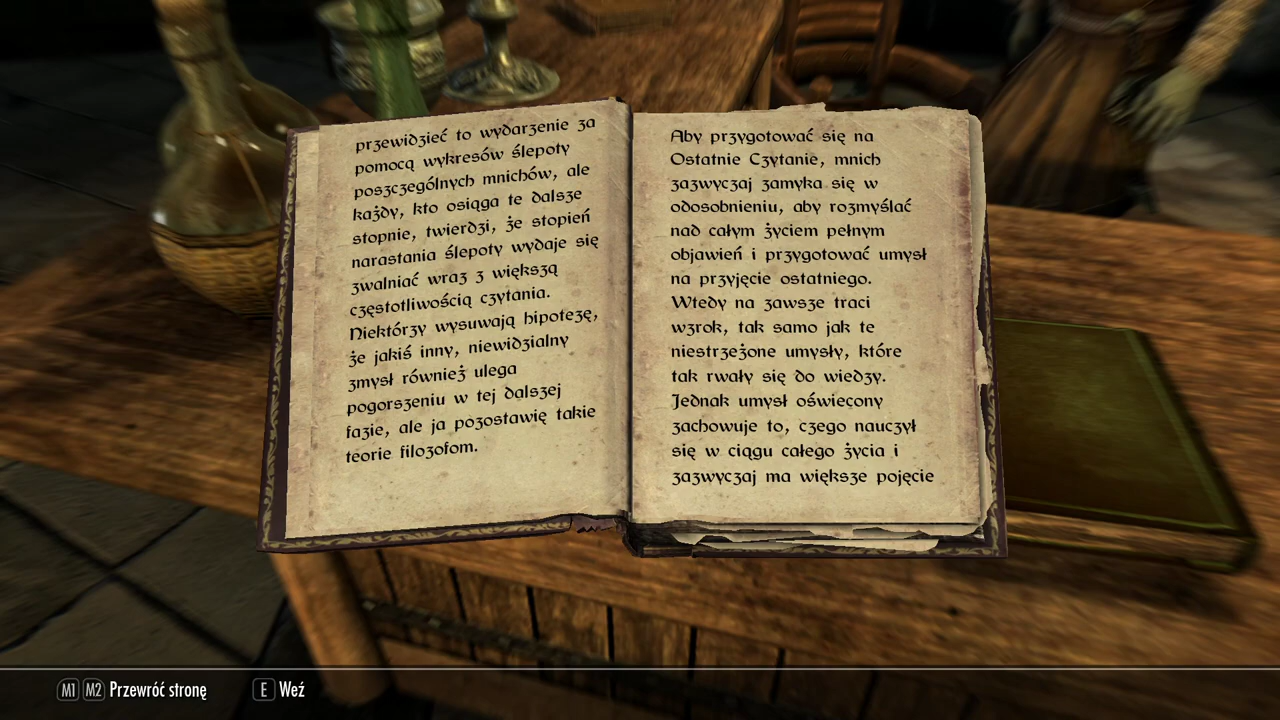 przewidzieć to wydarzenie za
pomocą wykresów ślepoty
poszczególnych mnichów, ale
każdy, kto osiąga te dalsze
stopnie, twierdzi, że stopień
narastania ślepoty wydaje się
zwalniać wraz z większą
częstotliwością czytania.
Niektórzy wysuwają hipotezę,
że jakiś inny, niewidzialny
zmysł również ulega
pogorszeniu w tej dalszej
fazie, ale ja pozostawię takie
teorie filozofom.
Aby przygotować się na
Ostatnie Czytanie, mnich
zazwyczaj zamyka się w
odosobnieniu, aby rozmyślać
nad całym życiem pełnym
objawień i przygotować umysł
na przyjęcie ostatniego.
Wtedy na zawsze traci
wzrok, tak samo jak te
niestrzeżone umysły, które
tak rwały się do wiedzy.
Jednak umysł oświecony
zachowuje to, czego nauczył
się w ciągu całego życia i
zazwyczaj ma większe pojęcie
M1 M2 Przewróć stronę E Weź